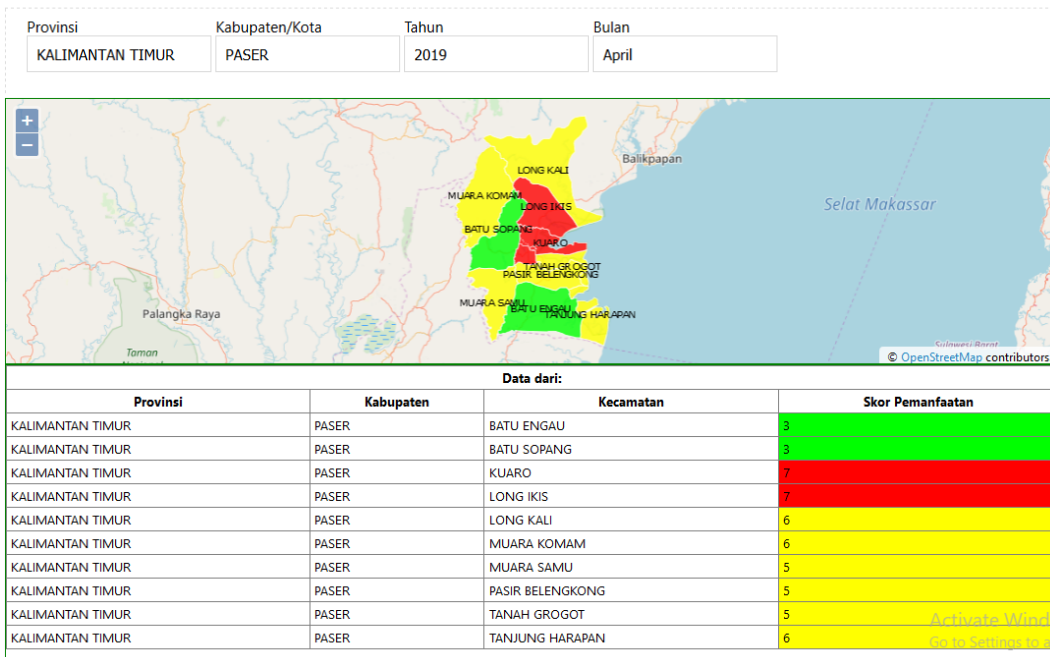 Provinsi Kabupaten/Kota Tahun Bulan
KALIMANTAN TIMUR PASER 2019 April
+
−
Balikpapan
LONG KALI
MUARA KOMAM
LONG IKIS
Selat Makassar
BATU SOPANG
KUARO
TANAH GROGOT
PASIR BELENGKONG
MUARA SAMU
BATU ENGAU
TANJUNG HARAPAN
Palangka Raya
Sulawesi Barat
Taman
© OpenStreetMap contributors
Data dari:
Provinsi Kabupaten Kecamatan Skor Pemanfaatan
KALIMANTAN TIMUR PASER BATU ENGAU 3
KALIMANTAN TIMUR PASER BATU SOPANG 3
KALIMANTAN TIMUR PASER KUARO 7
KALIMANTAN TIMUR PASER LONG IKIS 7
KALIMANTAN TIMUR PASER LONG KALI 6
KALIMANTAN TIMUR PASER MUARA KOMAM 6
KALIMANTAN TIMUR PASER MUARA SAMU 5
KALIMANTAN TIMUR PASER PASIR BELENGKONG 5
KALIMANTAN TIMUR PASER TANAH GROGOT 5
KALIMANTAN TIMUR PASER TANJUNG HARAPAN 6
Activate Wind
Go to Settings to a